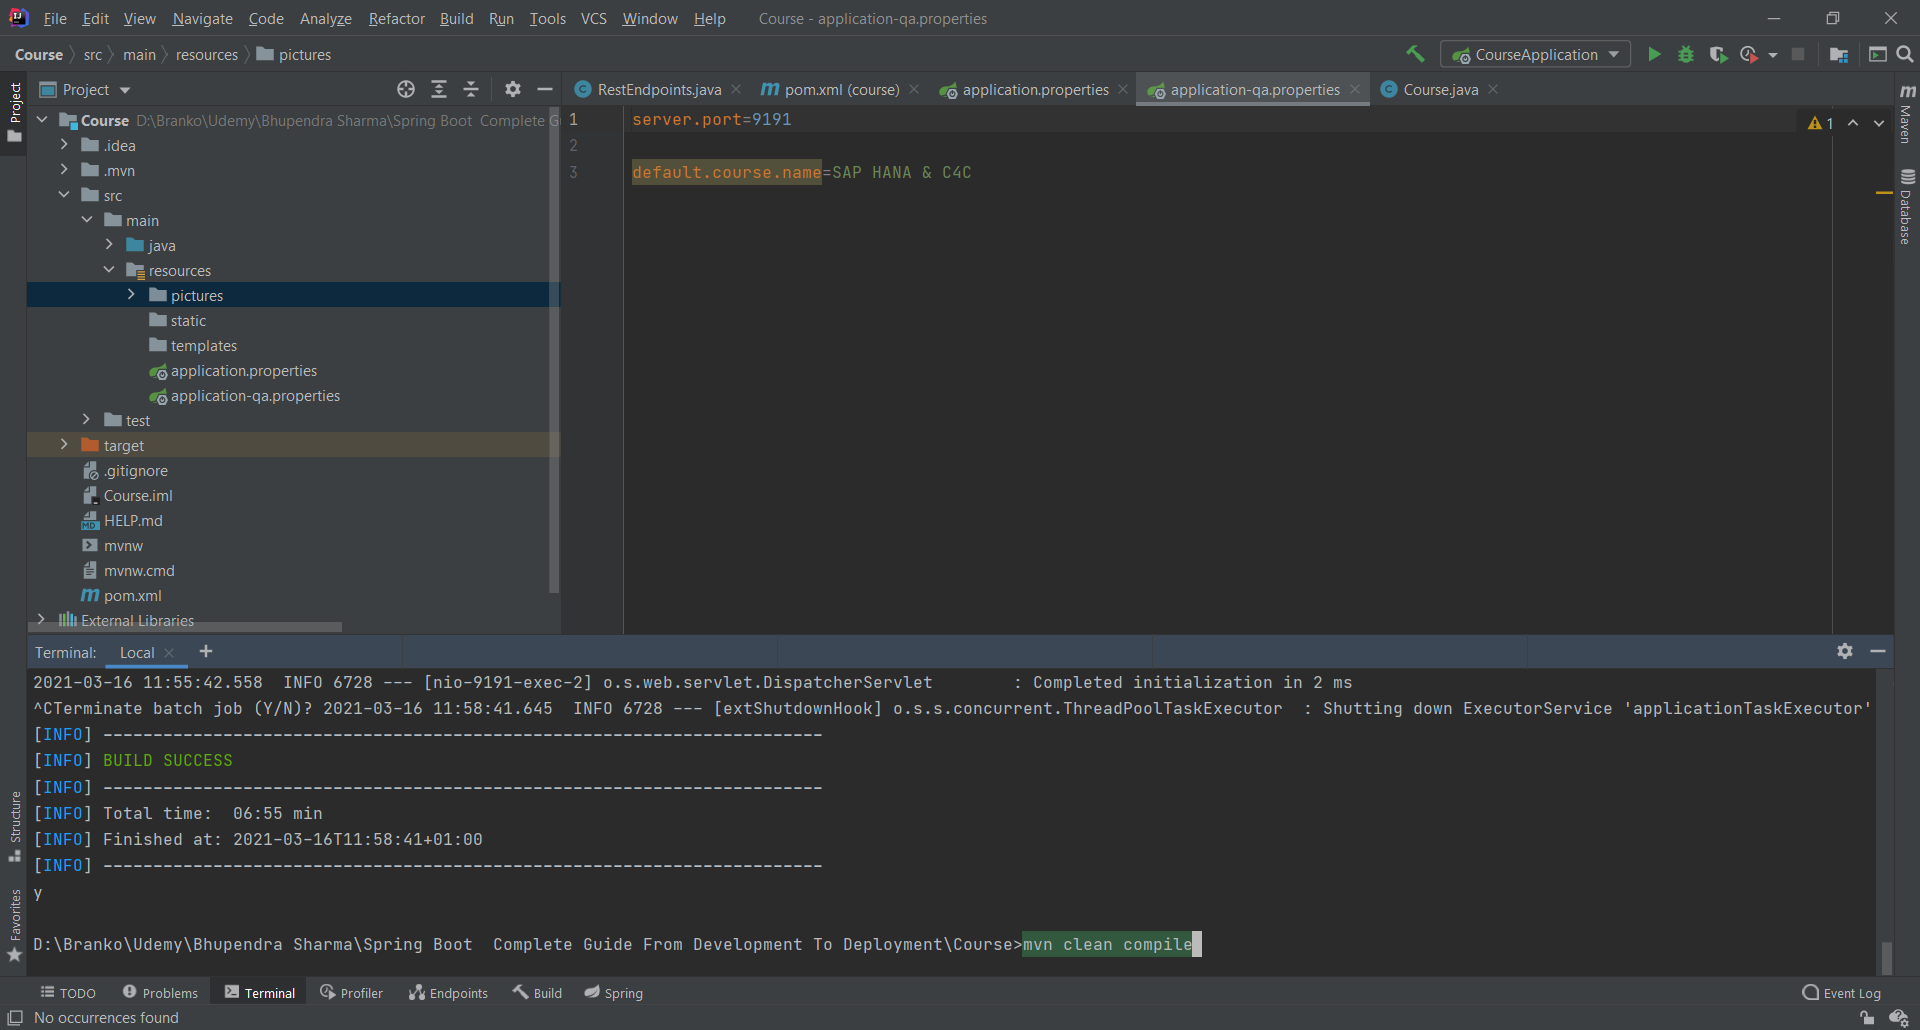 File Edit View Navigate Code Analyze Refactor Build Run Tools VCS Window Help Course - application-qa.properties
Course src main resources pictures CourseApplication
Project
Project RestEndpoints.java pom.xml (course) application.properties application-qa.properties Course.java
Course D:\Branko\Udemy\Bhupendra Sharma\Spring Boot  Complete G
.idea
.mvn
src
main
java
resources
pictures
static
templates
application.properties
application-qa.properties
test
target
.gitignore
Course.iml
HELP.md
mvnw
mvnw.cmd
pom.xml
External Libraries
1 server.port=9191
2
3 default.course.name=SAP HANA & C4C
1
Maven
Database
Terminal: Local
2021-03-16 11:55:42.558  INFO 6728 --- [nio-9191-exec-2] o.s.web.servlet.DispatcherServlet        : Completed initialization in 2 ms
^CTerminate batch job (Y/N)? 2021-03-16 11:58:41.645  INFO 6728 --- [extShutdownHook] o.s.s.concurrent.ThreadPoolTaskExecutor  : Shutting down ExecutorService 'applicationTaskExecutor'
[INFO] ------------------------------------------------------------------------
[INFO] BUILD SUCCESS
[INFO] ------------------------------------------------------------------------
[INFO] Total time:  06:55 min
[INFO] Finished at: 2021-03-16T11:58:41+01:00
[INFO] ------------------------------------------------------------------------
y
D:\Branko\Udemy\Bhupendra Sharma\Spring Boot  Complete Guide From Development To Deployment\Course>mvn clean compile
Structure
Favorites
TODO Problems Terminal Profiler Endpoints Build Spring Event Log
No occurrences found